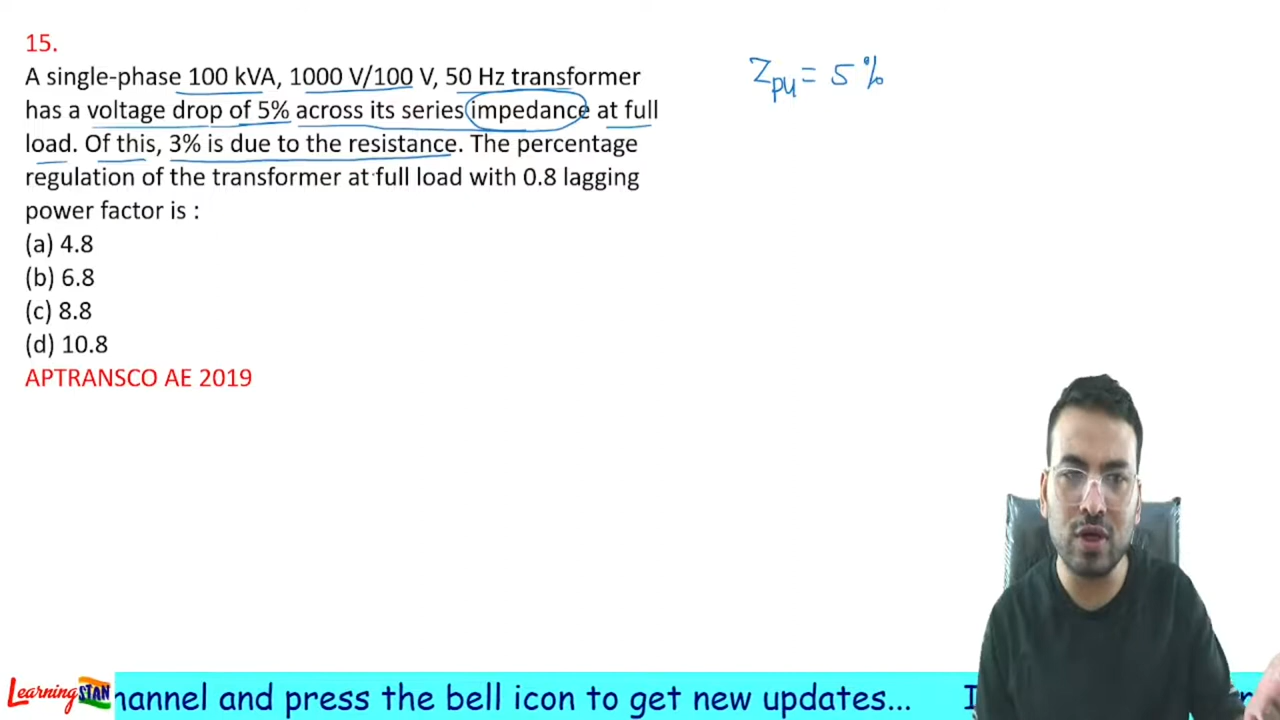 15.
A single-phase 100 kVA, 1000 V/100 V, 50 Hz transformer
has a voltage drop of 5% across its series impedance at full
load. Of this, 3% is due to the resistance. The percentage
regulation of the transformer at full load with 0.8 lagging
power factor is :
(a) 4.8
(b) 6.8
(c) 8.8
(d) 10.8
APTRANSCO AE 2019
Zpu = 5 %
Learning STAN
hannel and press the bell icon to get new updates...